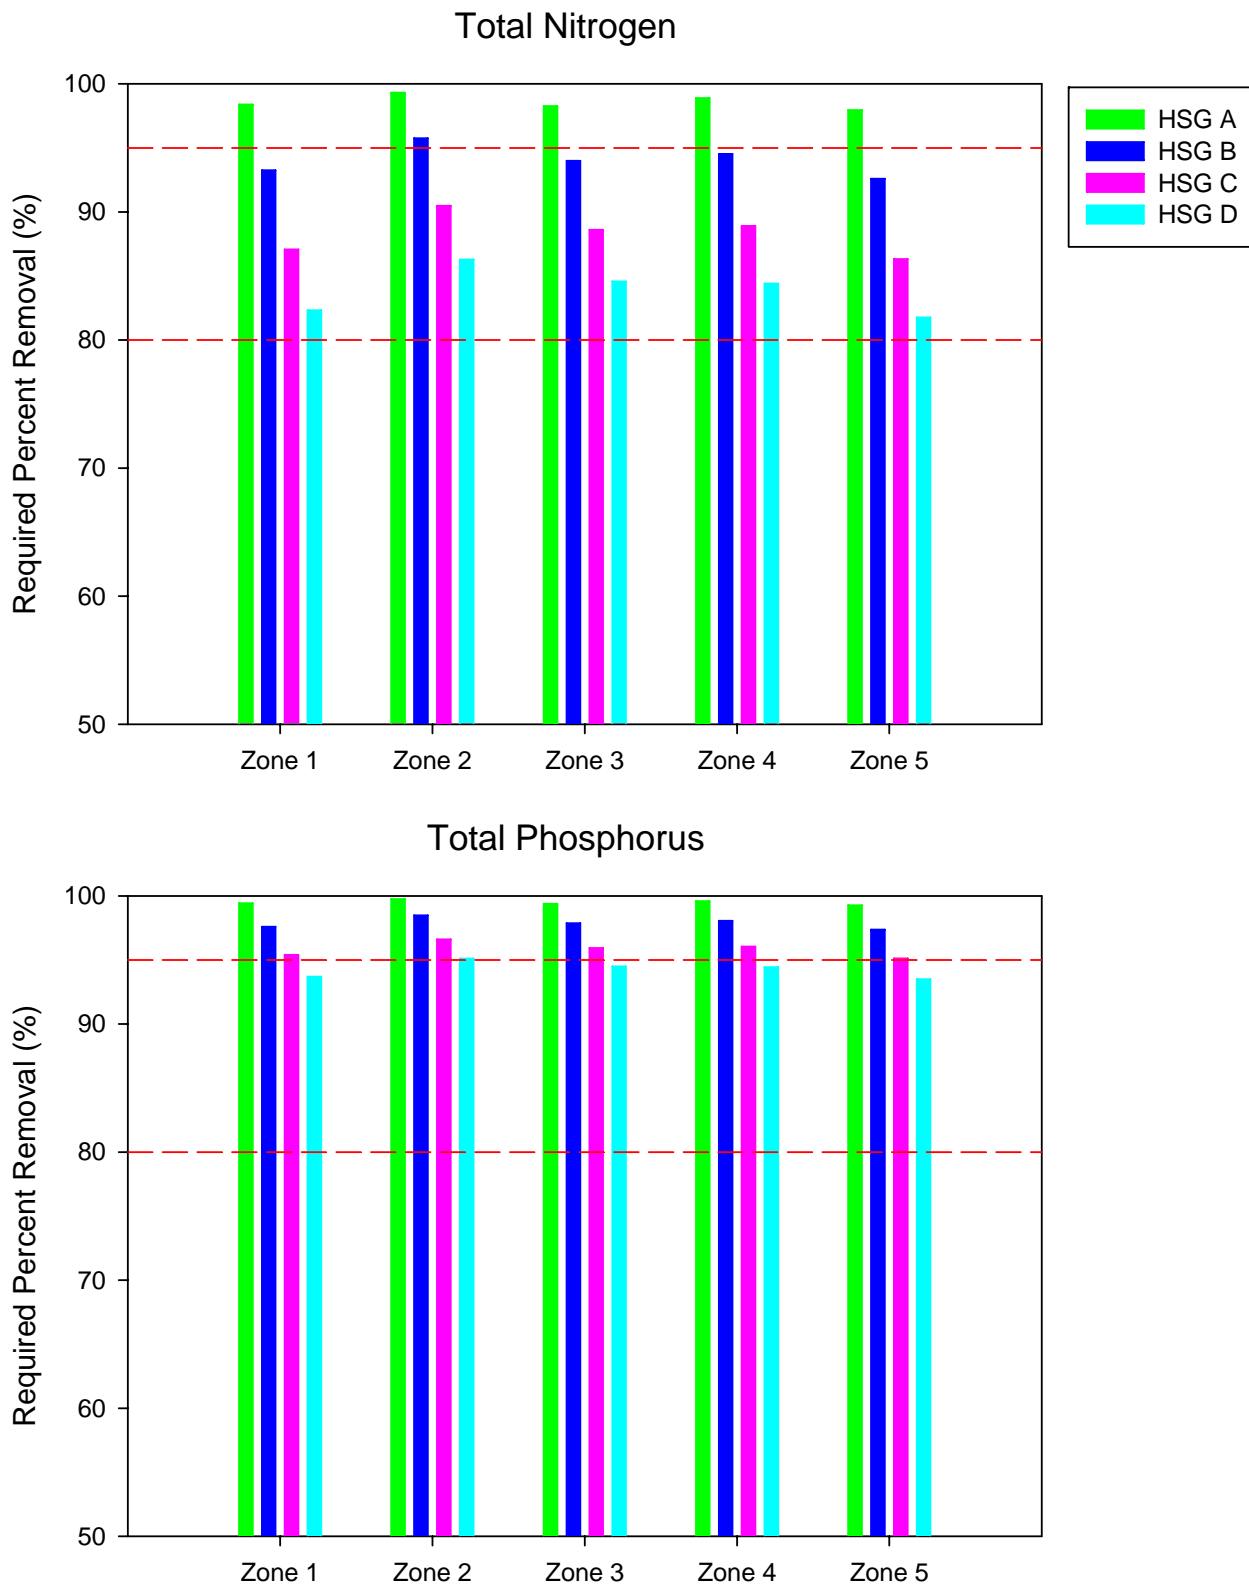 Total Nitrogen
Required Percent Removal (%)
100
90
80
70
60
50
Zone 1 Zone 2 Zone 3 Zone 4 Zone 5
HSG A
HSG B
HSG C
HSG D
Total Phosphorus
Required Percent Removal (%)
100
90
80
70
60
50
Zone 1 Zone 2 Zone 3 Zone 4 Zone 5